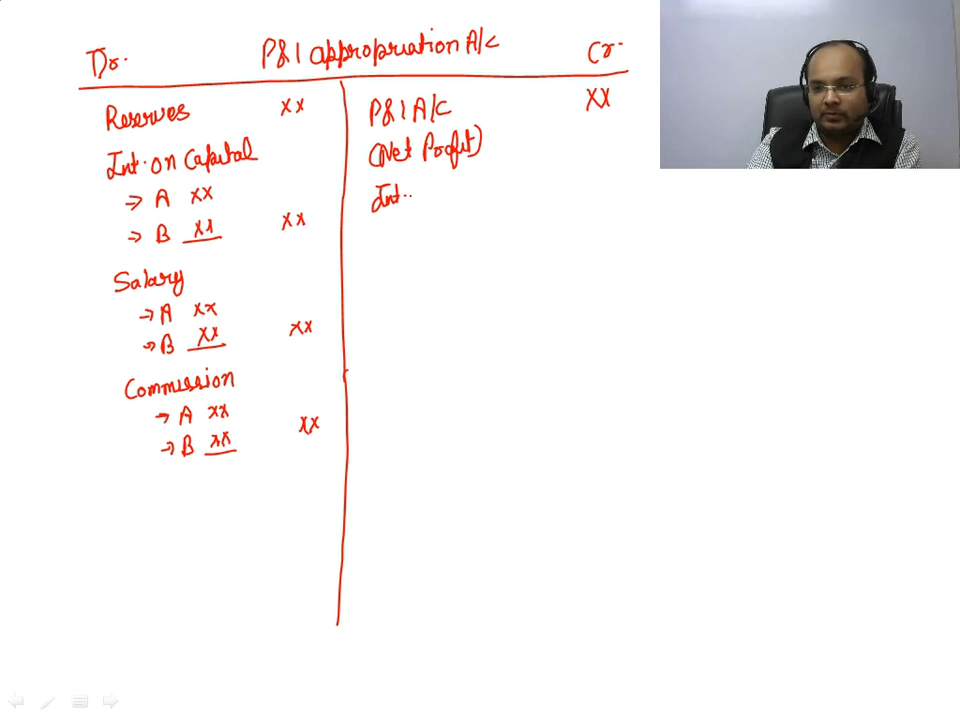 Dr. P&l appropriation A/c Cr.
Reserves xx
Int. on Capital
→ A xx
→ B xx xx
Salary
→ A xx
→ B xx xx
Commission
→ A xx
→ B xx xx
P&l A/c xx
(Net Profit)
Int..